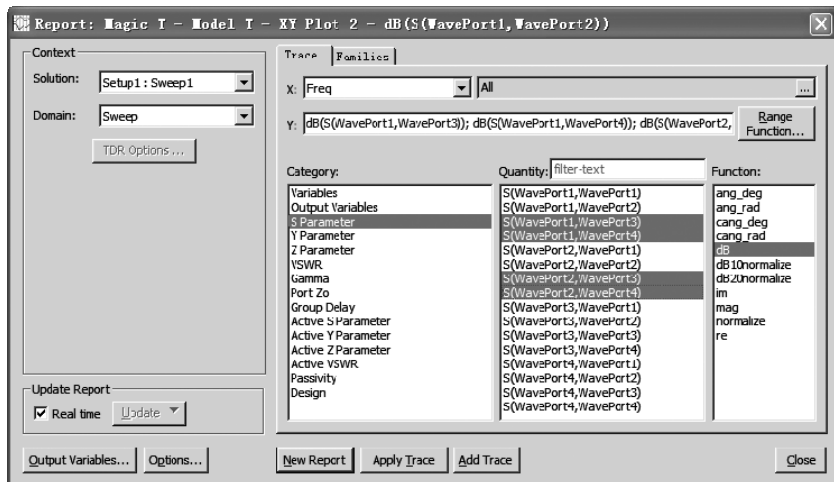 Report: Magic T - Model T - XY Plot 2 - dB(S(WavePort1,WavePort2))
Context
Solution:
Setup1 : Sweep1
Domain:
Sweep
TDR Options ...
Update Report
Real time
Update
Output Variables...
Options...
Trace
Families
X:
Freq
All
...
Y:
dB(S(WavePort1,WavePort3)); dB(S(WavePort1,WavePort4)); dB(S(WavePort2,
Range Function...
Category:
Variables
Output Variables
S Parameter
Y Parameter
Z Parameter
VSWR
Gamma
Port Zo
Group Delay
Active S Parameter
Active Y Parameter
Active Z Parameter
Active VSWR
Passivity
Design
Quantity:
filter-text
S(WavePort1,WavePort1)
S(WavePort1,WavePort2)
S(WavePort1,WavePort3)
S(WavePort1,WavePort4)
S(WavePort2,WavePort1)
S(WavePort2,WavePort2)
S(WavePort2,WavePort3)
S(WavePort2,WavePort4)
S(WavePort3,WavePort1)
S(WavePort3,WavePort2)
S(WavePort3,WavePort3)
S(WavePort3,WavePort4)
S(WavePort4,WavePort1)
S(WavePort4,WavePort2)
S(WavePort4,WavePort3)
S(WavePort4,WavePort4)
Function:
ang_deg
ang_rad
cang_deg
cang_rad
dB
dB10normalize
dB20normalize
im
mag
normalize
re
New Report
Apply Trace
Add Trace
Close